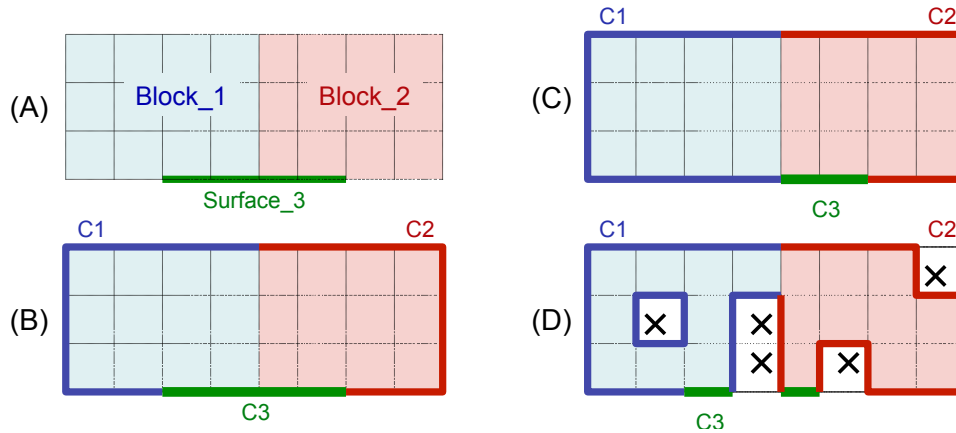 (A)
Block_1
Block_2
Surface_3
(B)
C1
C2
C3
(C)
C1
C2
C3
(D)
C1
C2
C3